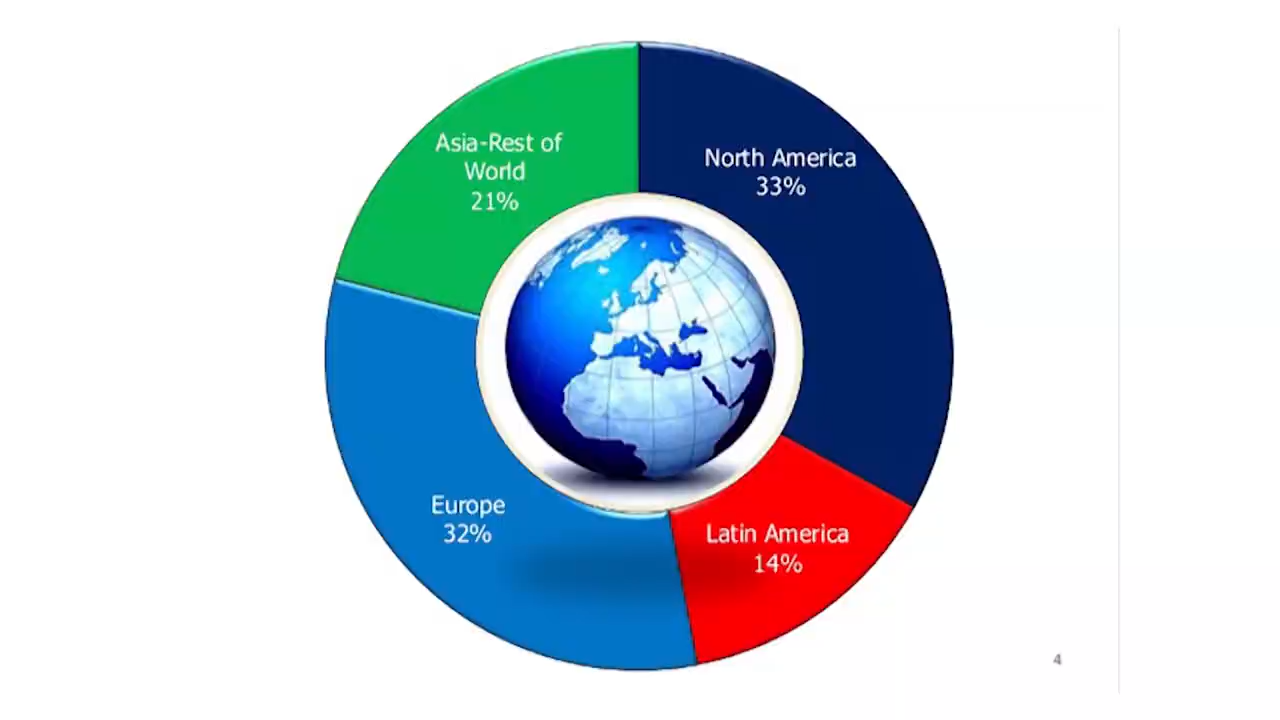 Asia-Rest of
World
21%
North America
33%
Europe
32%
Latin America
14%
4